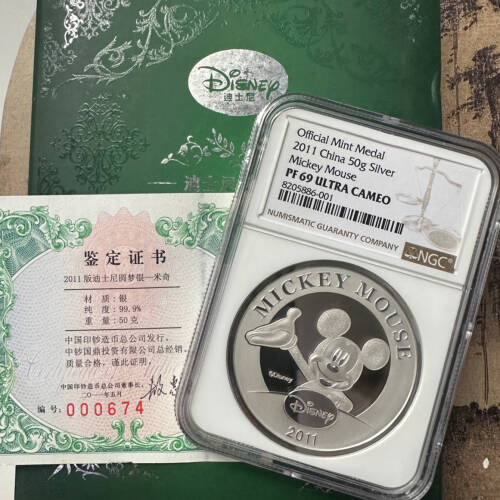 Disney
迪士尼
Official Mint Medal
2011 China 50g Silver
Mickey Mouse
PF 69 ULTRA CAMEO
8205886-001
NUMISMATIC GUARANTY COMPANY
NGC
MICKEY MOUSE
©Disney
Disney
2011
鉴定证书
2011版迪士尼圆梦银—米奇
材 质：银
纯 度：99.9%
重 量：50克
中国印钞造币总公司发行，
中钞国鼎投资有限公司总经销，
质量合格，谨此证明。
中国印钞造币总公司董事长：
二〇一一年五月
编号：000674